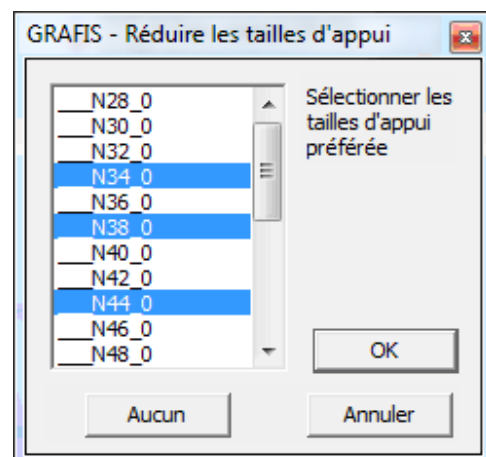 GRAFIS - Réduire les tailles d'appui
___N28_0
___N30_0
___N32_0
___N34_0
___N36_0
___N38_0
___N40_0
___N42_0
___N44_0
___N46_0
___N48_0
Sélectionner les
tailles d'appui
préférée
OK
Aucun
Annuler